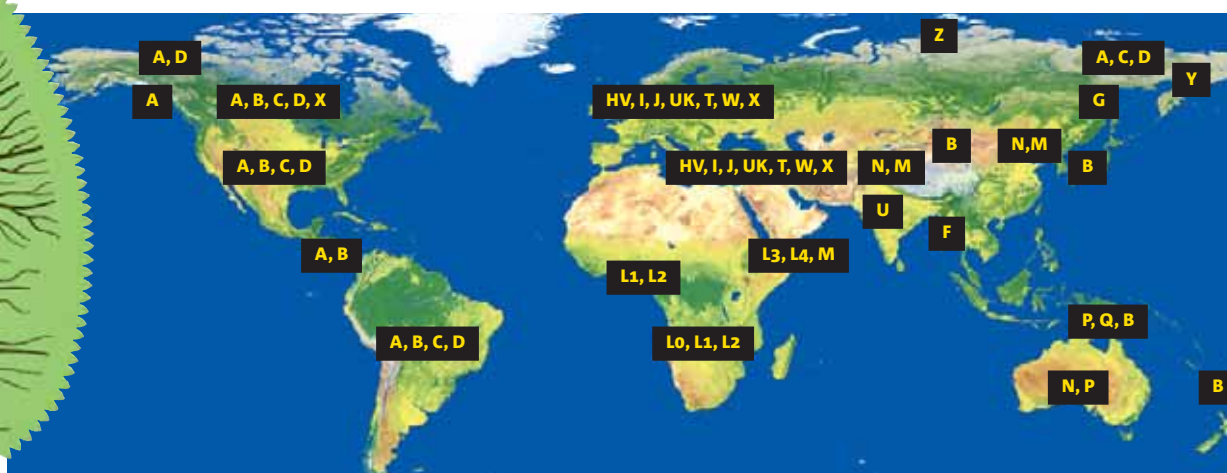 Z
A, D
A, C, D
Y
A
A, B, C, D, X
HV, I, J, UK, T, W, X
G
B
N,M
A, B, C, D
HV, I, J, UK, T, W, X
N, M
B
U
F
A, B
L3, L4, M
L1, L2
P, Q, B
A, B, C, D
L0, L1, L2
N, P
B